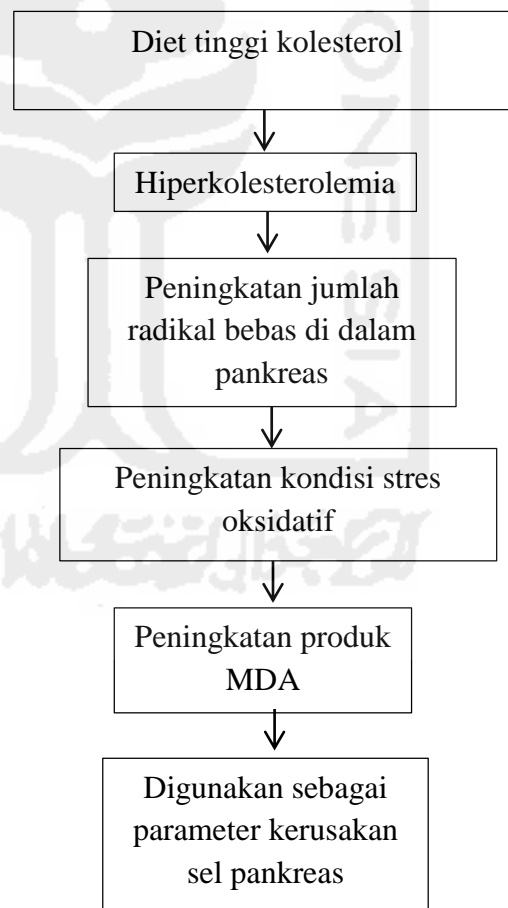 Diet tinggi kolesterol
Hiperkolesterolemia
Peningkatan jumlah
radikal bebas di dalam
pankreas
Peningkatan kondisi stres
oksidatif
Peningkatan produk
MDA
Digunakan sebagai
parameter kerusakan
sel pankreas